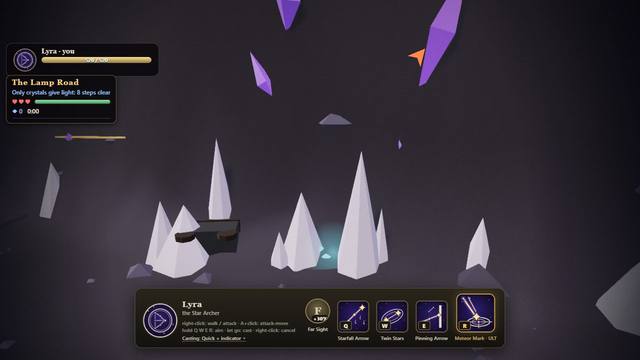 Lyra · you
The Lamp Road
Only crystals give light: 8 steps clear
0 0:00
Lyra
the Star Archer
right-click: walk / attack · A+click: attack-move
hold Q W E R: aim · let go: cast · right-click: cancel
Casting: Quick + indicator
F
Far Sight
Q
Starfall Arrow
W
Twin Stars
E
Pinning Arrow
R
Meteor Mark · ULT